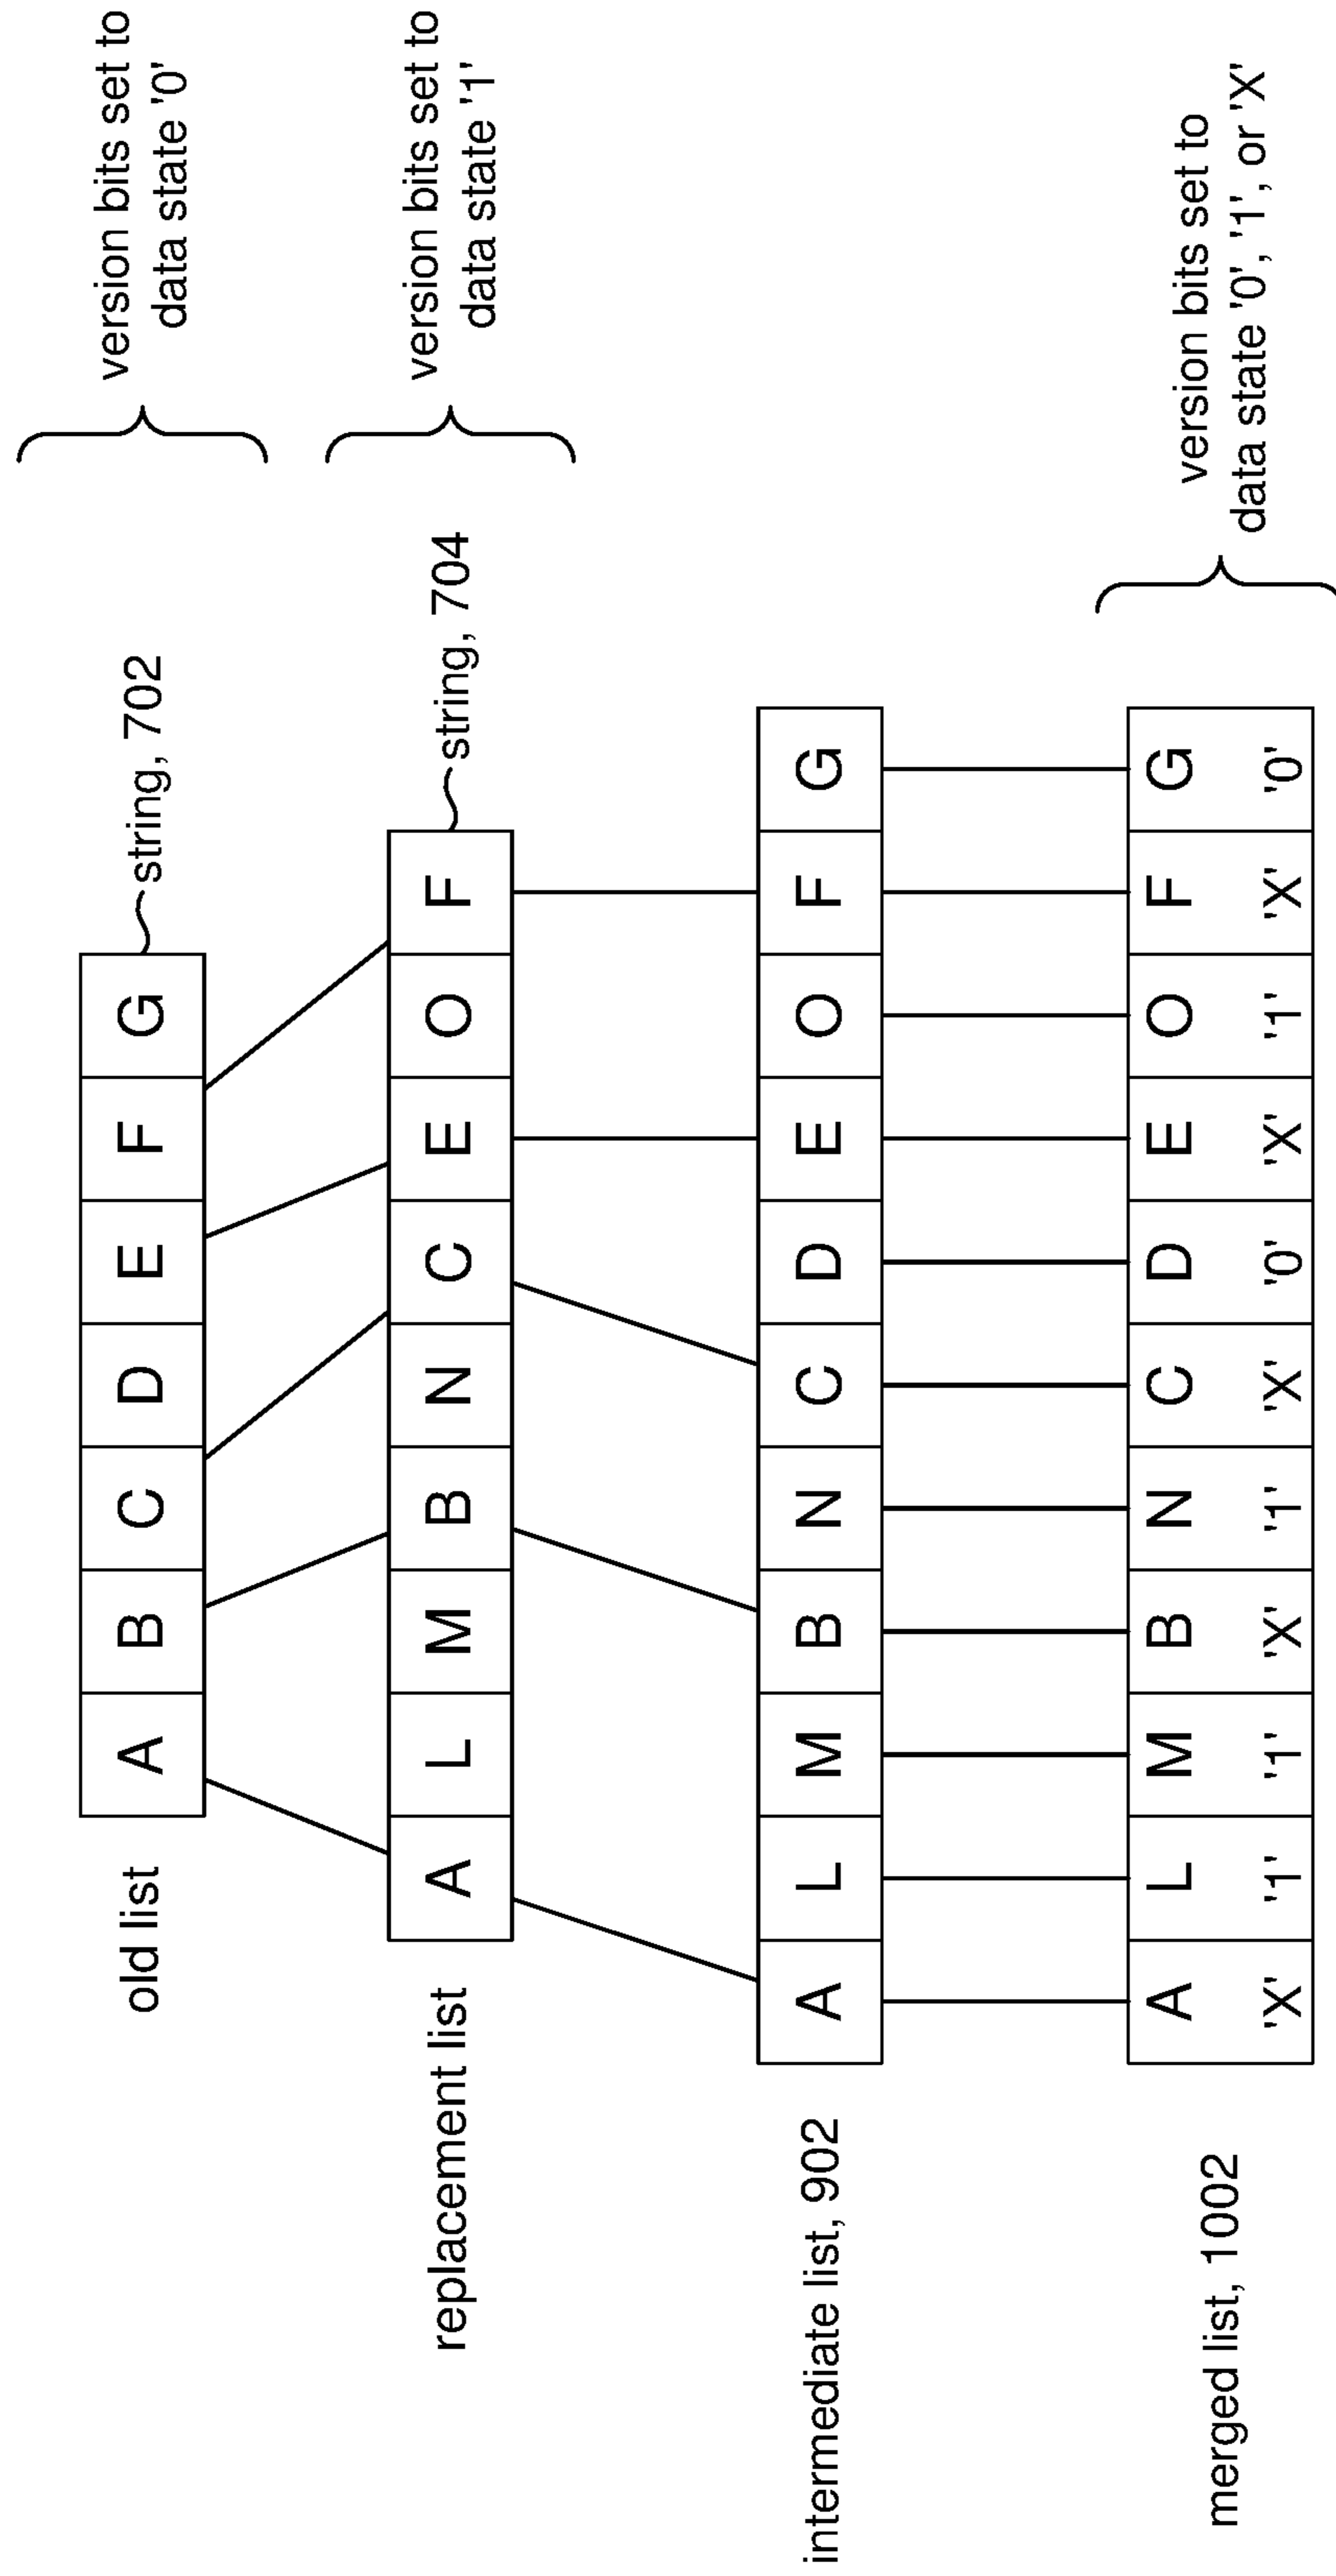 old list
A B C D E F G
string, 702
version bits set to
data state '0'
replacement list
A L M B N C E O F
string, 704
version bits set to
data state '1'
intermediate list, 902
A L M B N C D E O F G
merged list, 1002
A L M B N C D E O F G
'X' '1' '1' 'X' '1' 'X' '0' 'X' '1' 'X' '0'
version bits set to
data state '0', '1', or 'X'